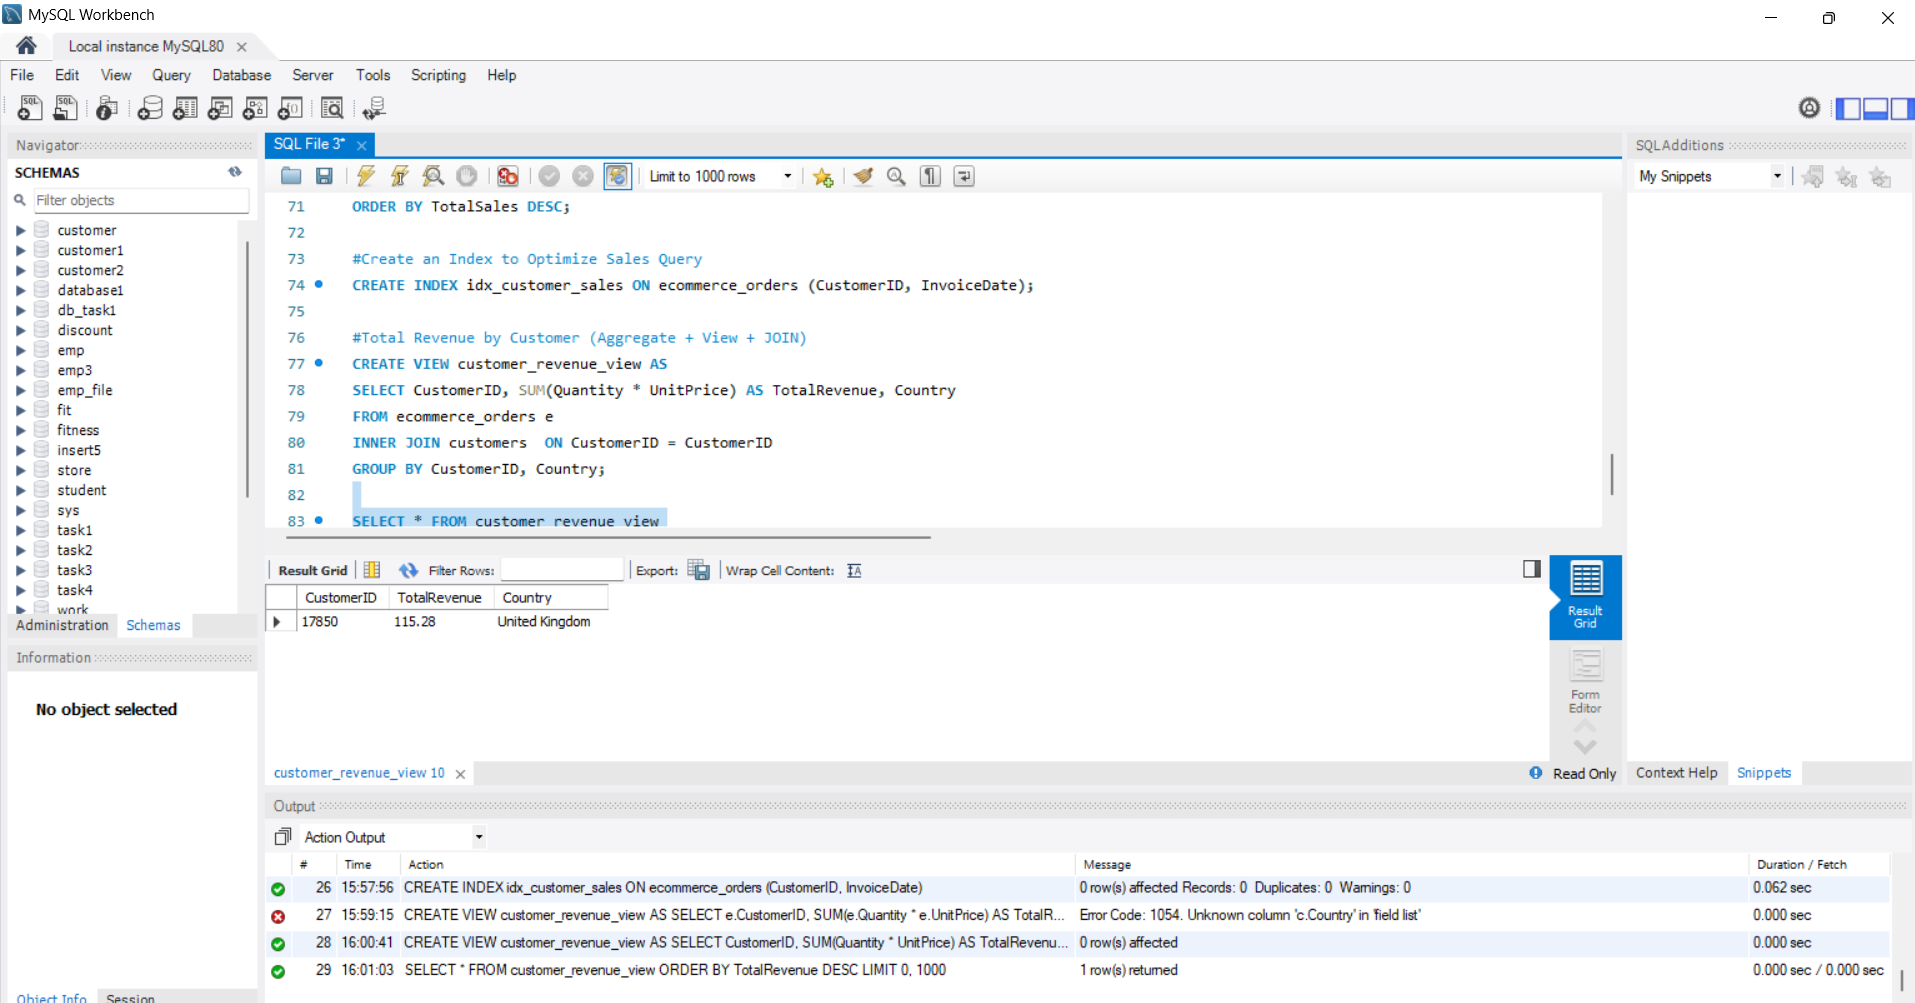 MySQL Workbench
Local instance MySQL80
File Edit View Query Database Server Tools Scripting Help
Navigator
SCHEMAS
Filter objects
customer
customer1
customer2
database1
db_task1
discount
emp
emp3
emp_file
fit
fitness
insert5
store
student
sys
task1
task2
task3
task4
work
Administration Schemas
Information
No object selected
Object Info Session
SQL File 3*
Limit to 1000 rows
71 ORDER BY TotalSales DESC;
72
73 #Create an Index to Optimize Sales Query
74 CREATE INDEX idx_customer_sales ON ecommerce_orders (CustomerID, InvoiceDate);
75
76 #Total Revenue by Customer (Aggregate + View + JOIN)
77 CREATE VIEW customer_revenue_view AS
78 SELECT CustomerID, SUM(Quantity * UnitPrice) AS TotalRevenue, Country
79 FROM ecommerce_orders e
80 INNER JOIN customers  ON CustomerID = CustomerID
81 GROUP BY CustomerID, Country;
82
83 SELECT * FROM customer_revenue_view
Result Grid Filter Rows: Export: Wrap Cell Content:
CustomerID TotalRevenue Country
17850 115.28 United Kingdom
Result
Grid
Form
Editor
customer_revenue_view 10
Read Only
SQLAdditions
My Snippets
Context Help Snippets
Output
Action Output
# Time Action Message Duration / Fetch
26 15:57:56 CREATE INDEX idx_customer_sales ON ecommerce_orders (CustomerID, InvoiceDate) 0 row(s) affected Records: 0  Duplicates: 0  Warnings: 0 0.062 sec
27 15:59:15 CREATE VIEW customer_revenue_view AS SELECT e.CustomerID, SUM(e.Quantity * e.UnitPrice) AS TotalR... Error Code: 1054. Unknown column 'c.Country' in 'field list' 0.000 sec
28 16:00:41 CREATE VIEW customer_revenue_view AS SELECT CustomerID, SUM(Quantity * UnitPrice) AS TotalRevenu... 0 row(s) affected 0.000 sec
29 16:01:03 SELECT * FROM customer_revenue_view ORDER BY TotalRevenue DESC LIMIT 0, 1000 1 row(s) returned 0.000 sec / 0.000 sec